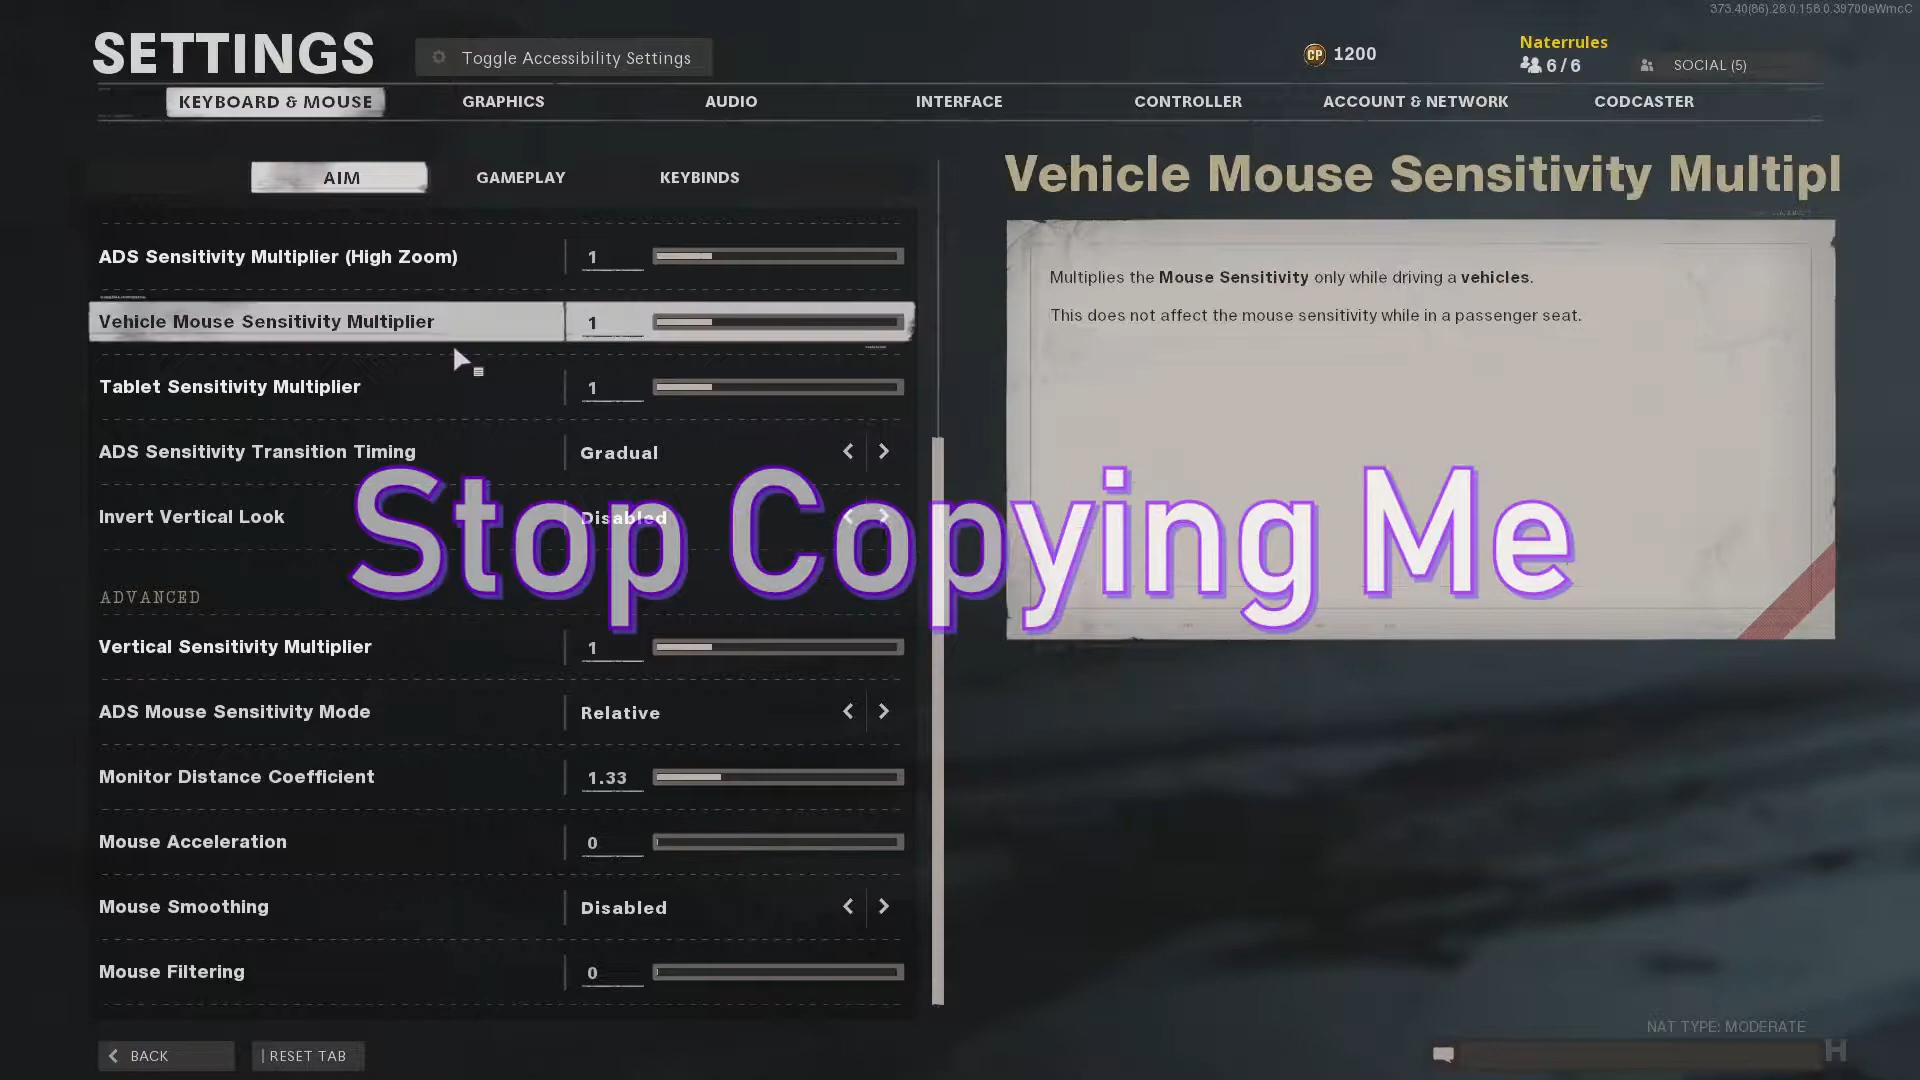 373.40(86).28.0.158.0.39700eWmcC
SETTINGS
Toggle Accessibility Settings
CP 1200
Naterrules
6 / 6
SOCIAL (5)
KEYBOARD & MOUSE
GRAPHICS
AUDIO
INTERFACE
CONTROLLER
ACCOUNT & NETWORK
CODCASTER
AIM
GAMEPLAY
KEYBINDS
ADS Sensitivity Multiplier (High Zoom) 1
Vehicle Mouse Sensitivity Multiplier 1
Tablet Sensitivity Multiplier 1
ADS Sensitivity Transition Timing Gradual
Invert Vertical Look Disabled
ADVANCED
Vertical Sensitivity Multiplier 1
ADS Mouse Sensitivity Mode Relative
Monitor Distance Coefficient 1.33
Mouse Acceleration 0
Mouse Smoothing Disabled
Mouse Filtering 0
Vehicle Mouse Sensitivity Multipl
Multiplies the Mouse Sensitivity only while driving a vehicles.
This does not affect the mouse sensitivity while in a passenger seat.
Stop Copying Me
BACK
RESET TAB
NAT TYPE: MODERATE
H